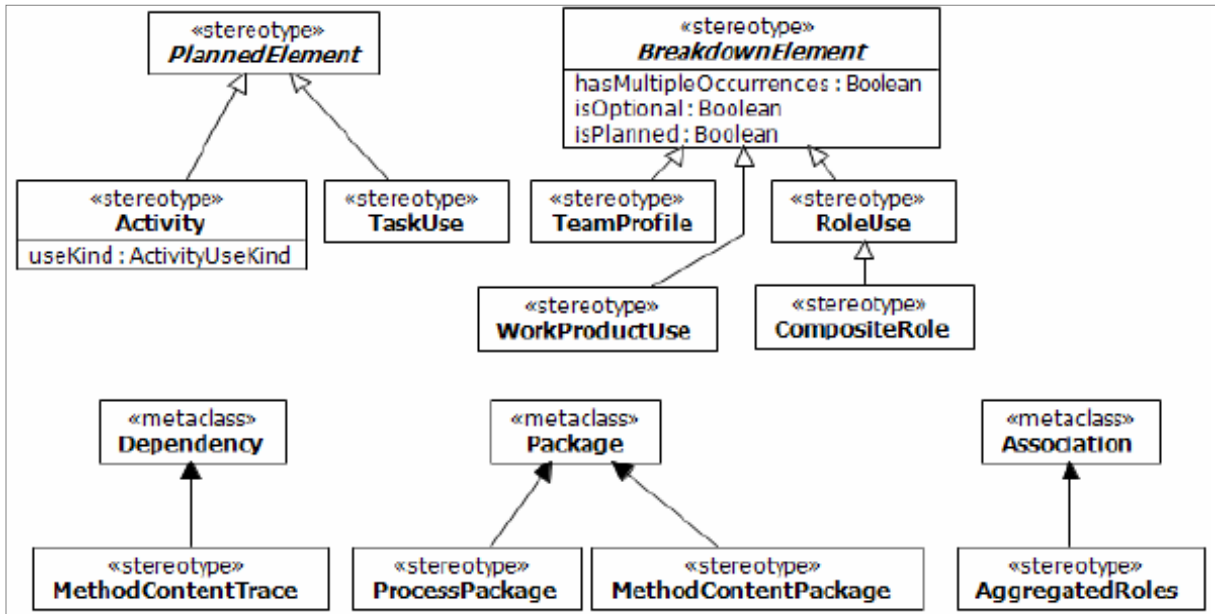 «stereotype»
PlannedElement
«stereotype»
BreakdownElement
hasMultipleOccurrences : Boolean
isOptional : Boolean
isPlanned : Boolean
«stereotype»
Activity
useKind : ActivityUseKind
«stereotype»
TaskUse
«stereotype»
TeamProfile
«stereotype»
RoleUse
«stereotype»
WorkProductUse
«stereotype»
CompositeRole
«metaclass»
Dependency
«metaclass»
Package
«metaclass»
Association
«stereotype»
MethodContentTrace
«stereotype»
ProcessPackage
«stereotype»
MethodContentPackage
«stereotype»
AggregatedRoles